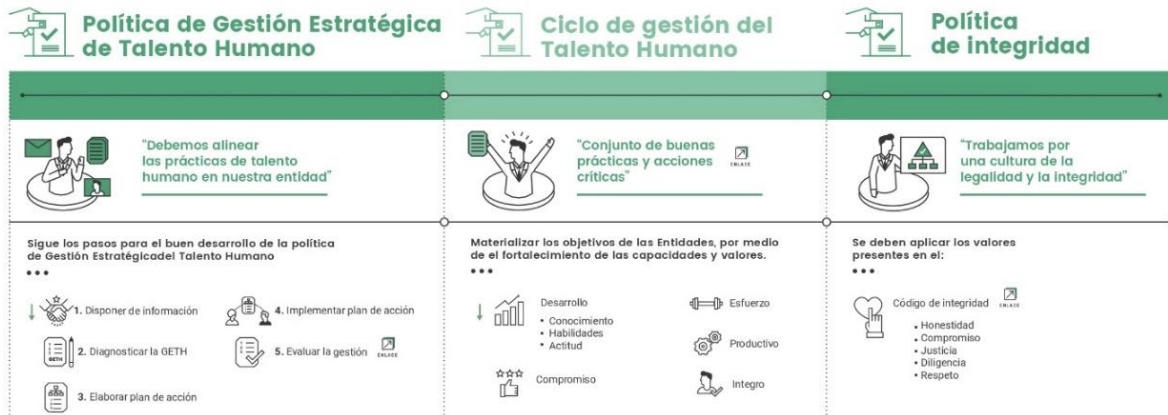 Política de Gestión Estratégica
de Talento Humano
"Debemos alinear
las prácticas de talento
humano en nuestra entidad"
Sigue los pasos para el buen desarrollo de la política
de Gestión Estratégicadel Talento Humano
1. Disponer de información
2. Diagnosticar la GETH
GETH
3. Elaborar plan de acción
4. Implementar plan de acción
5. Evaluar la gestión
ENLACE
Ciclo de gestión del
Talento Humano
"Conjunto de buenas
prácticas y acciones
críticas"
ENLACE
Materializar los objetivos de las Entidades, por medio
de el fortalecimiento de las capacidades y valores.
Desarrollo
• Conocimiento
• Habilidades
• Actitud
Compromiso
Esfuerzo
Productivo
Integro
Política
de integridad
"Trabajamos por
una cultura de la
legalidad y la integridad"
Se deben aplicar los valores
presentes en el:
Código de integridad
ENLACE
• Honestidad
• Compromiso
• Justicia
• Diligencia
• Respeto